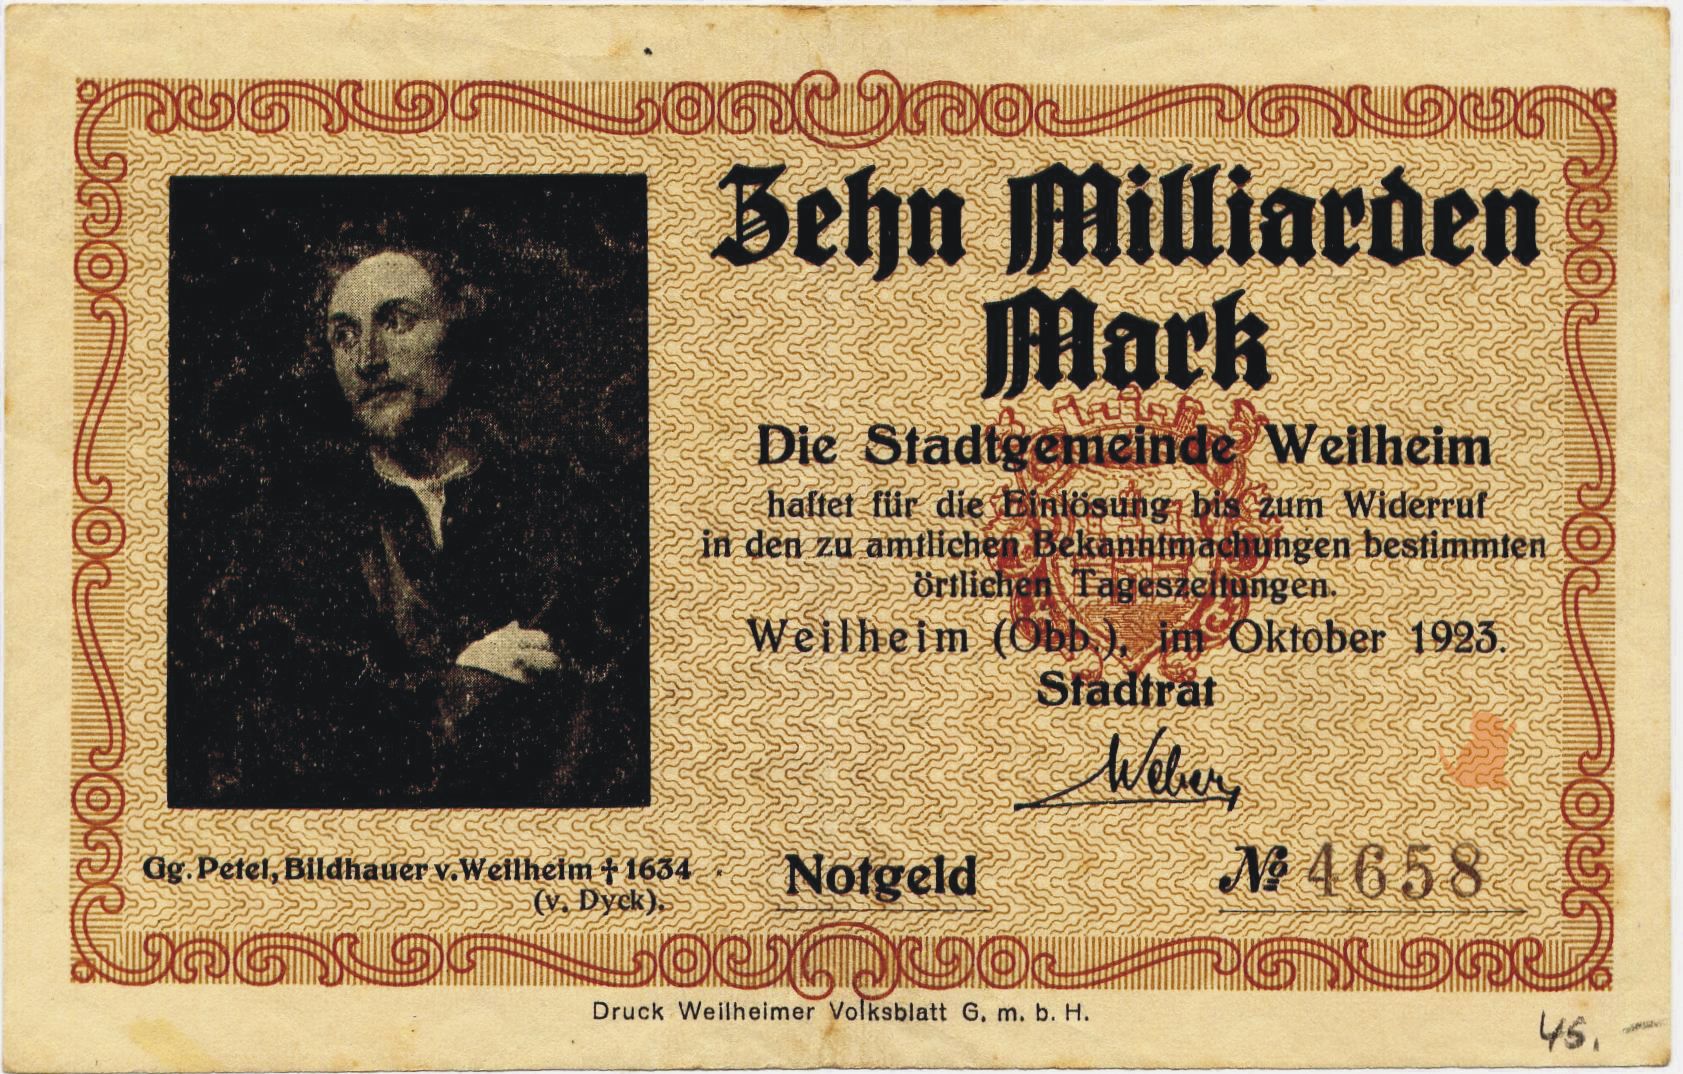 Zehn Milliarden
Mark
Die Stadtgemeinde Weilheim
haftet für die Einlösung bis zum Widerruf
in den zu amtlichen Bekanntmachungen bestimmten
örtlichen Tageszeitungen.
Weilheim (Obb.), im Oktober 1923.
Stadtrat
Weber
Gg. Petel, Bildhauer v. Weilheim † 1634
(v. Dyck).
Notgeld
№ 4658
Druck Weilheimer Volksblatt G. m. b. H.
45.–